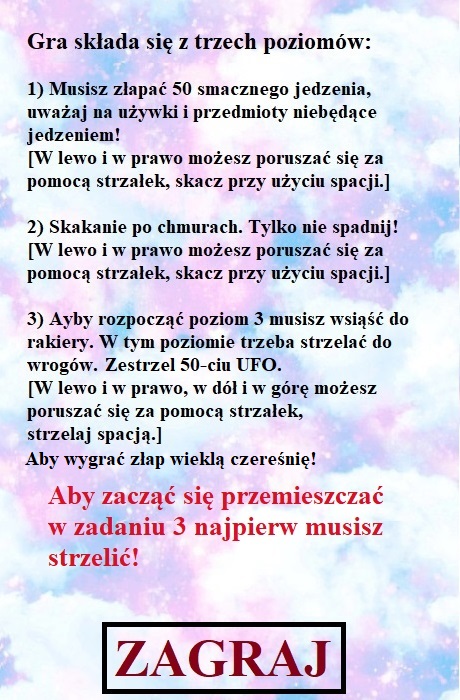 Gra składa się z trzech poziomów:
1) Musisz złapać 50 smacznego jedzenia,
uważaj na używki i przedmioty niebędące
jedzeniem!
[W lewo i w prawo możesz poruszać się za
pomocą strzałek, skacz przy użyciu spacji.]
2) Skakanie po chmurach. Tylko nie spadnij!
[W lewo i w prawo możesz poruszać się za
pomocą strzałek, skacz przy użyciu spacji.]
3) Ayby rozpocząć poziom 3 musisz wsiąść do
rakiery. W tym poziomie trzeba strzelać do
wrogów. Zestrzel 50-ciu UFO.
[W lewo i w prawo, w dół i w górę możesz
poruszać się za pomocą strzałek,
strzelaj spacją.]
Aby wygrać złap wieklą czereśnię!
Aby zacząć się przemieszczać
w zadaniu 3 najpierw musisz
strzelić!
ZAGRAJ